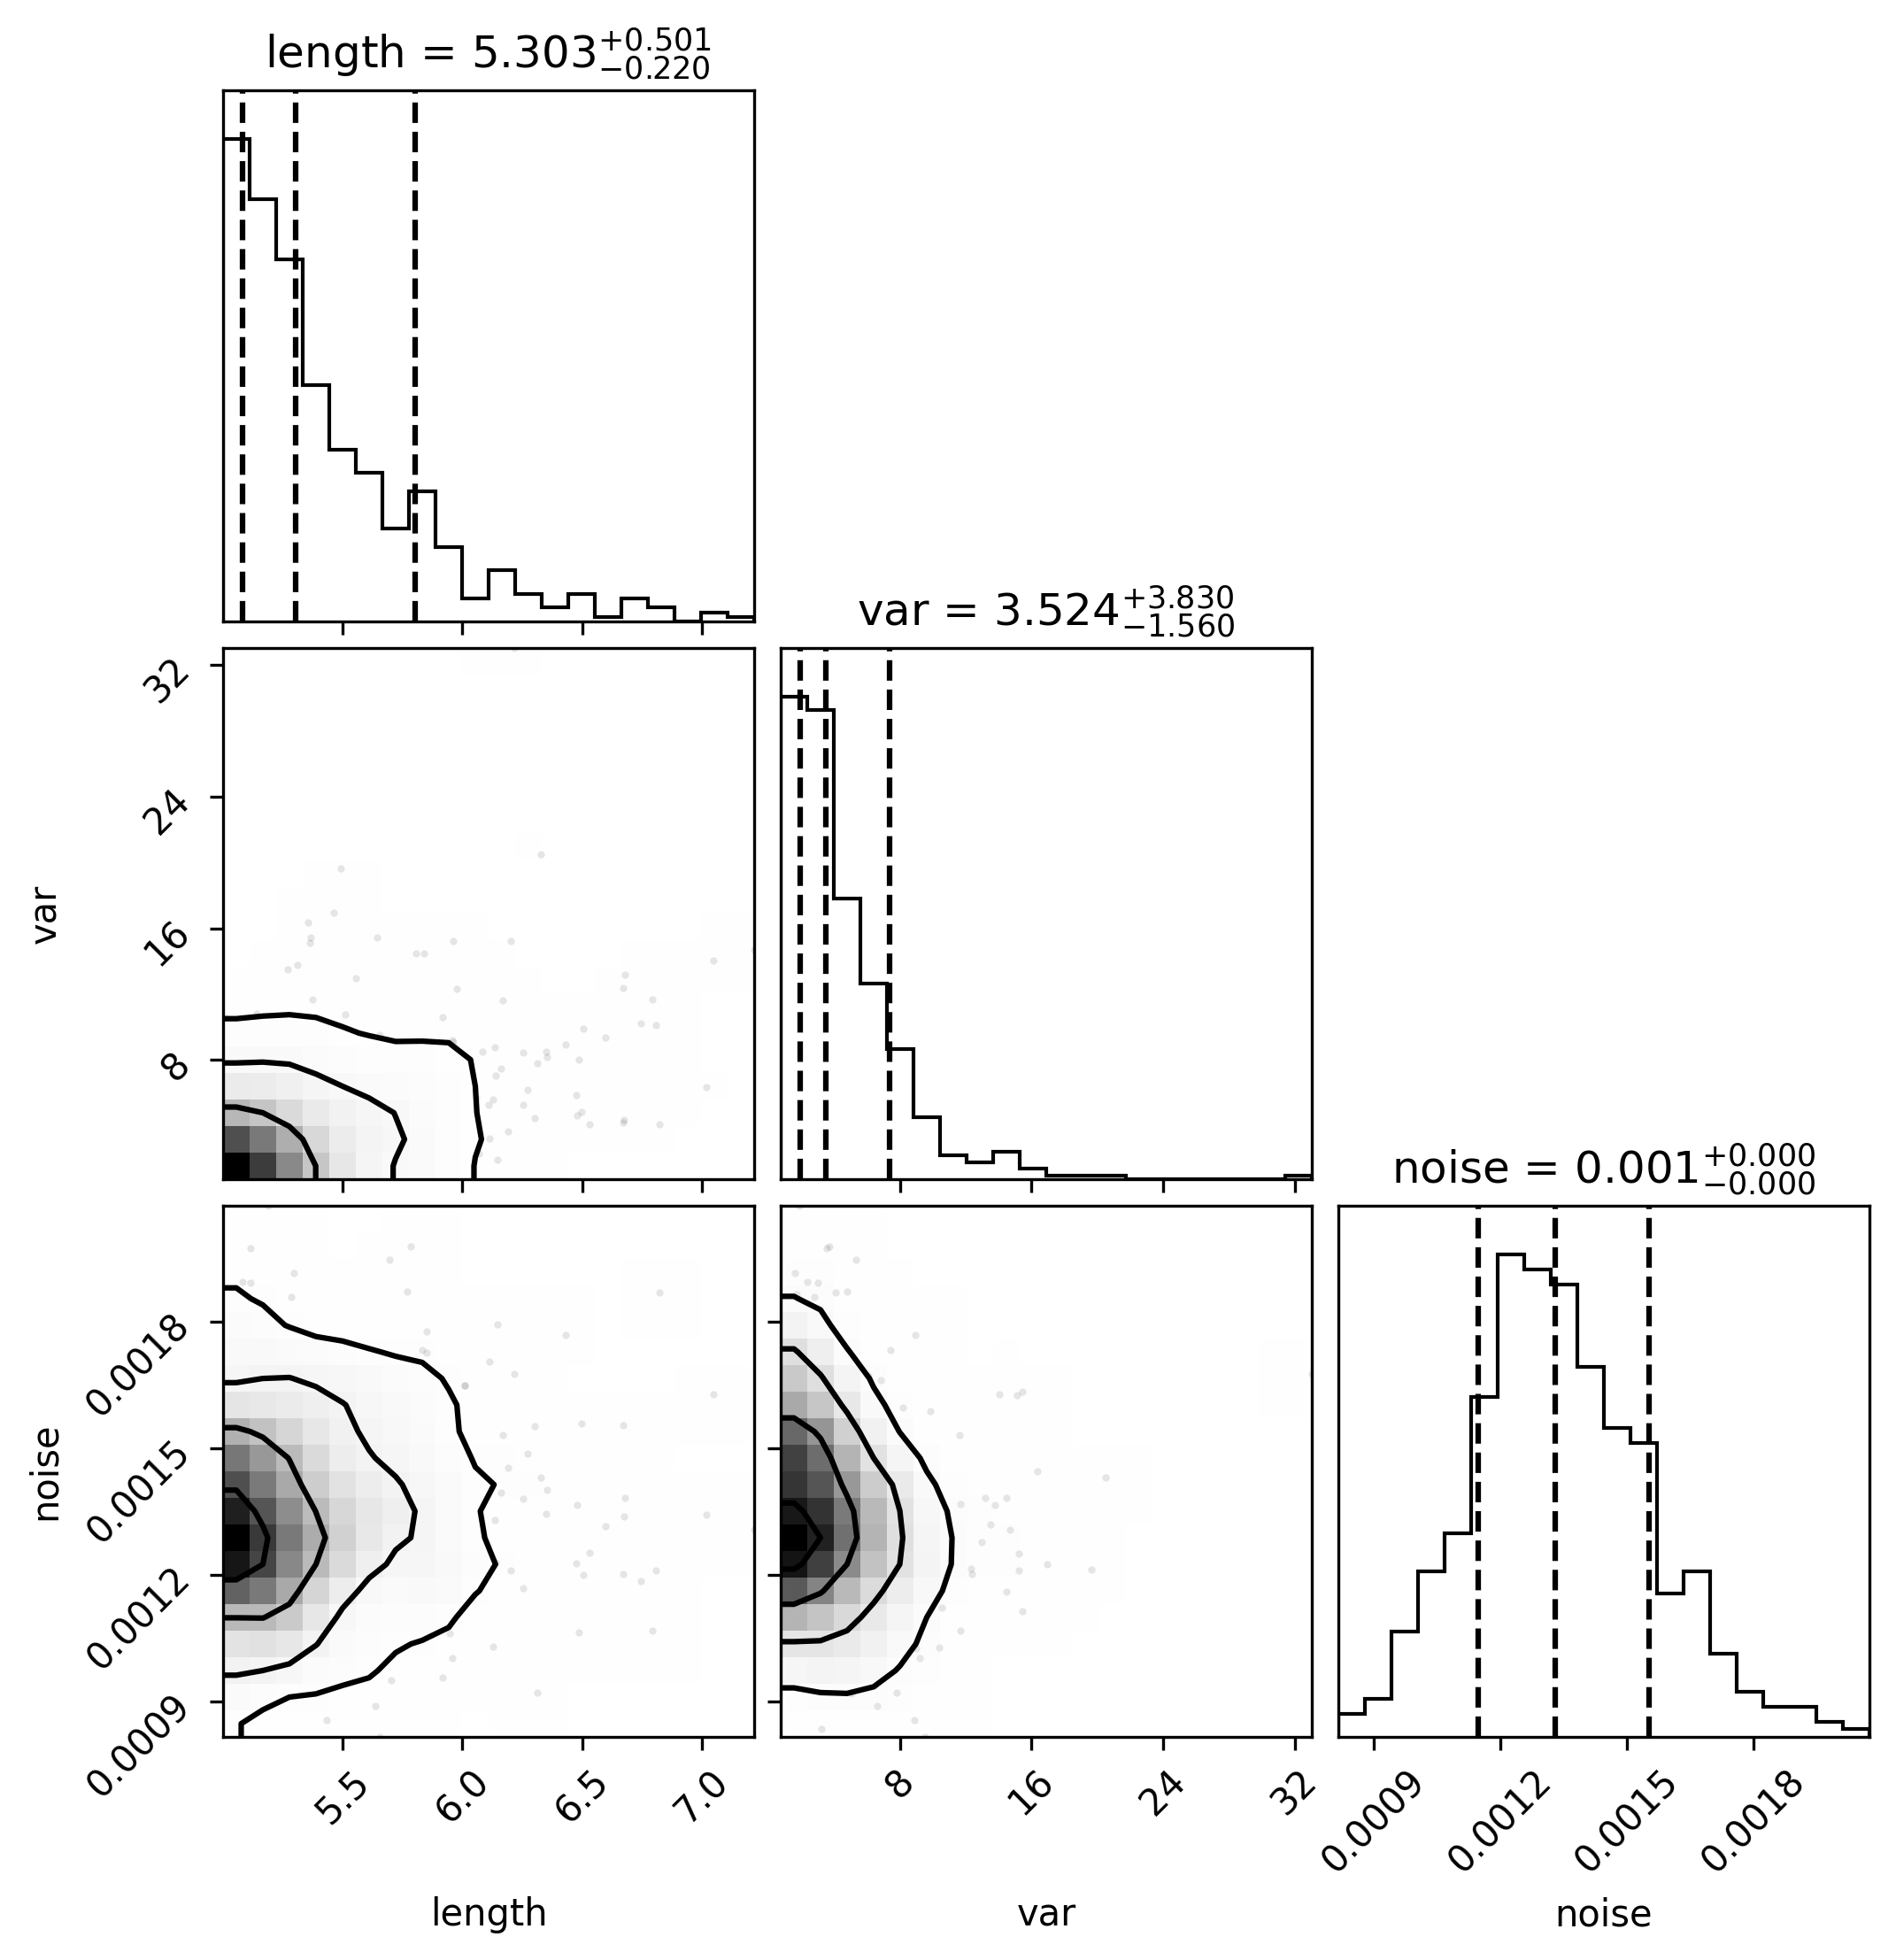 length = 5.303+0.501−0.220
var = 3.524+3.830−1.560
32
24
16
8
var
noise = 0.001+0.000−0.000
0.0018
0.0015
0.0012
0.0009
noise
5.5 6.0 6.5 7.0
8 16 24 32
0.0009 0.0012 0.0015 0.0018
length var noise